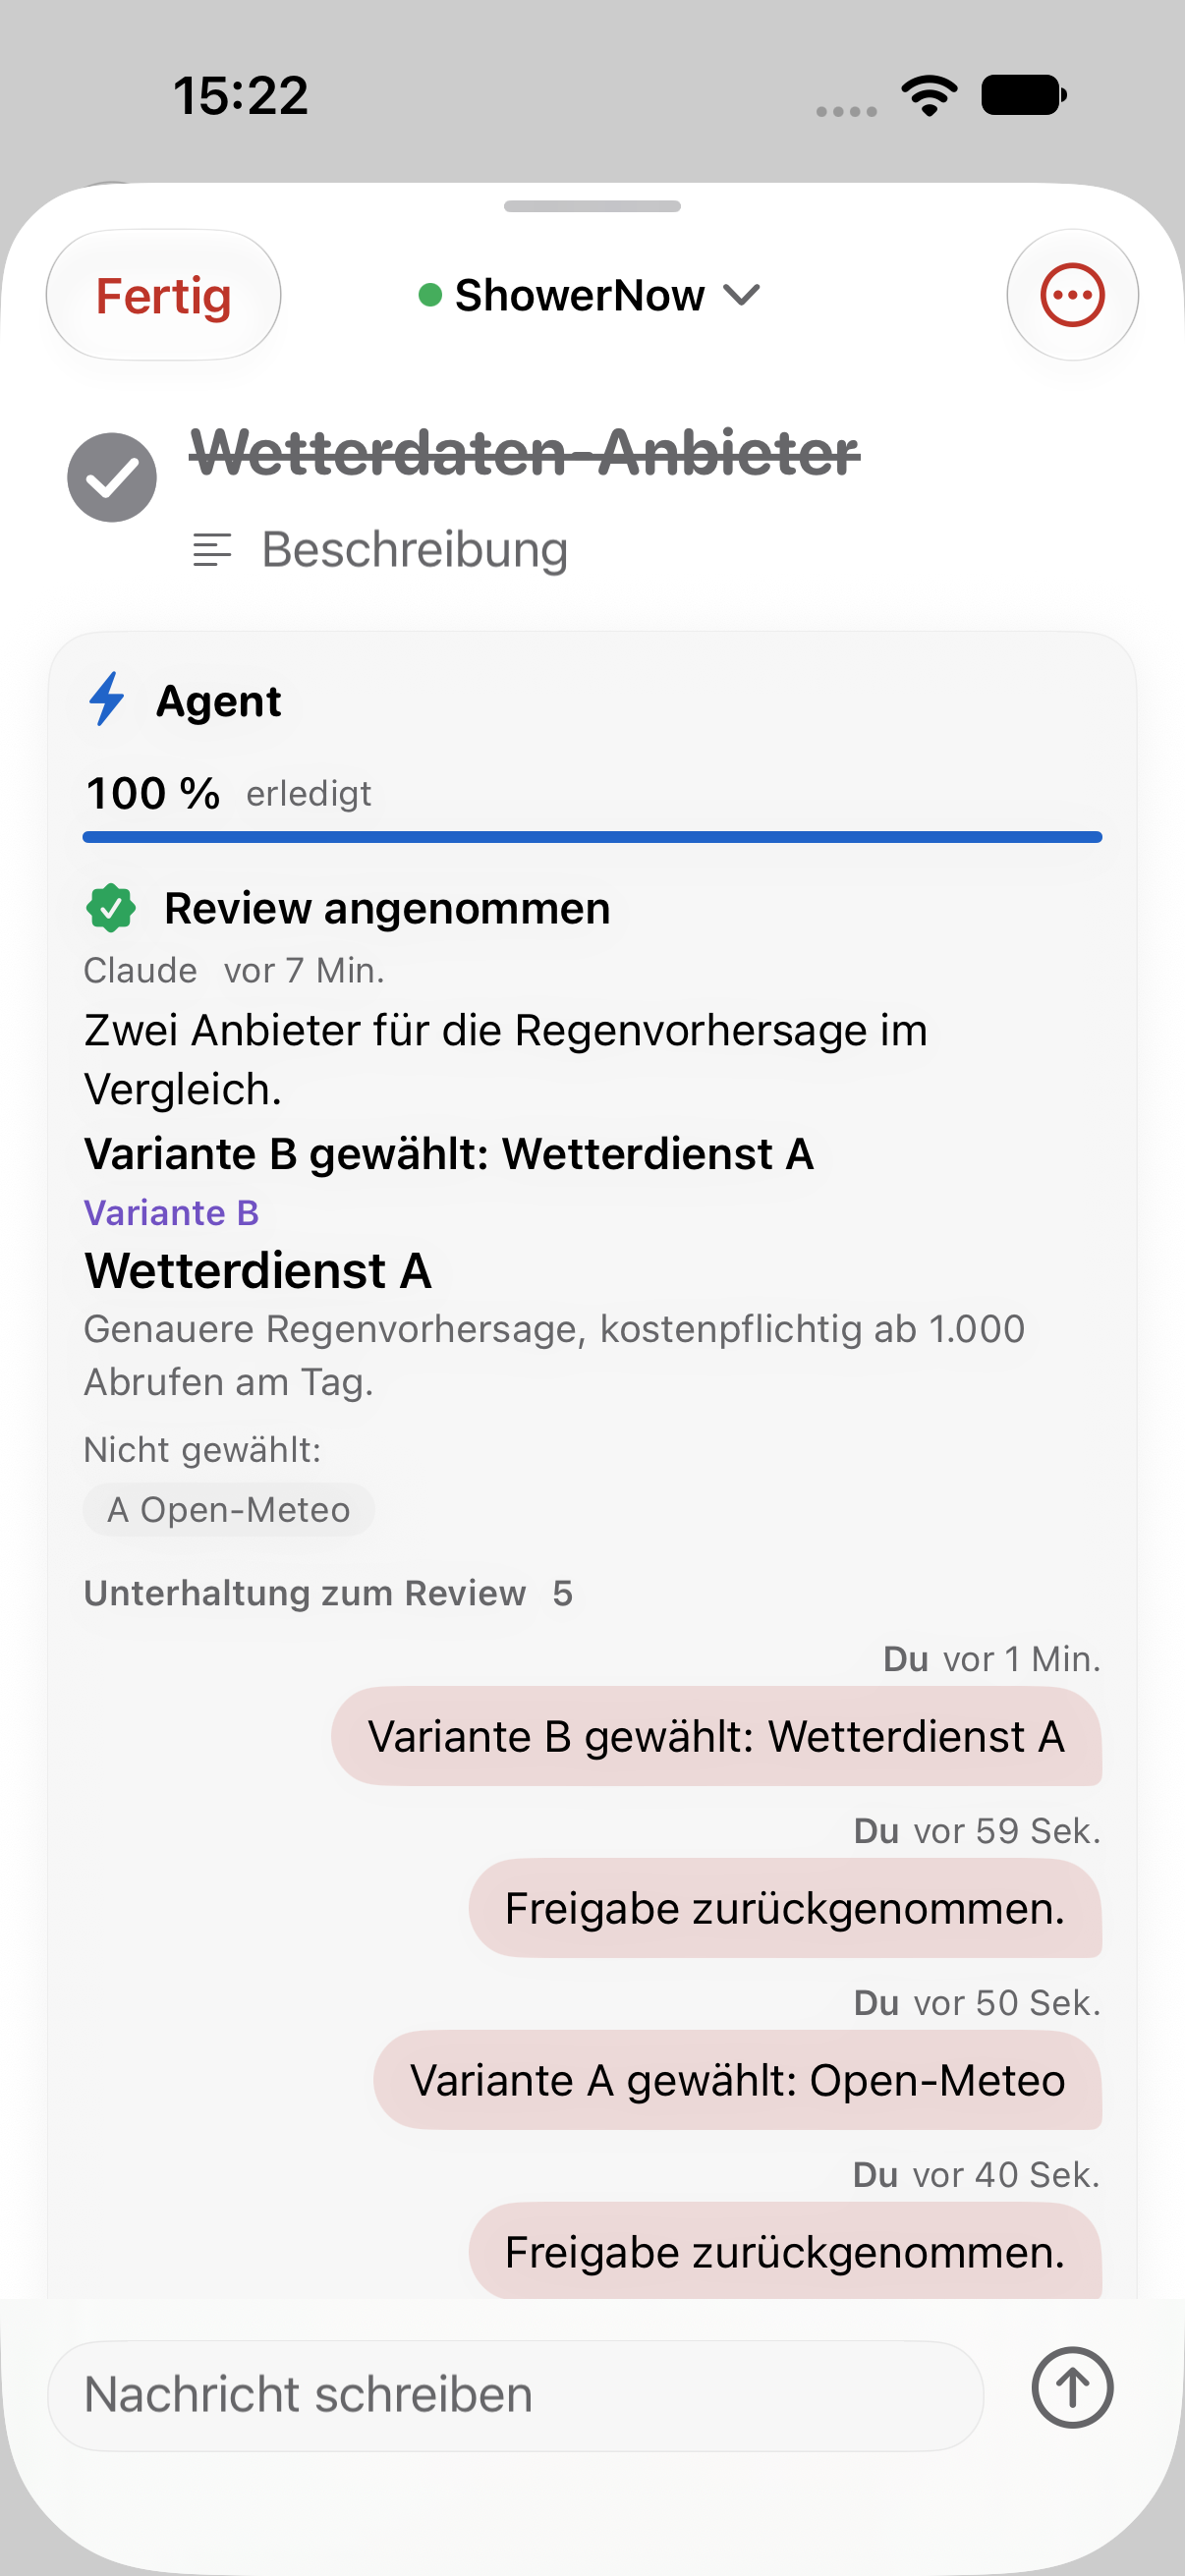 15:22
Fertig
ShowerNow
Wetterdaten-Anbieter
Beschreibung
Agent
100 % erledigt
Review angenommen
Claude vor 7 Min.
Zwei Anbieter für die Regenvorhersage im
Vergleich.
Variante B gewählt: Wetterdienst A
Variante B
Wetterdienst A
Genauere Regenvorhersage, kostenpflichtig ab 1.000
Abrufen am Tag.
Nicht gewählt:
A Open-Meteo
Unterhaltung zum Review 5
Du vor 1 Min.
Variante B gewählt: Wetterdienst A
Du vor 59 Sek.
Freigabe zurückgenommen.
Du vor 50 Sek.
Variante A gewählt: Open-Meteo
Du vor 40 Sek.
Freigabe zurückgenommen.
Nachricht schreiben